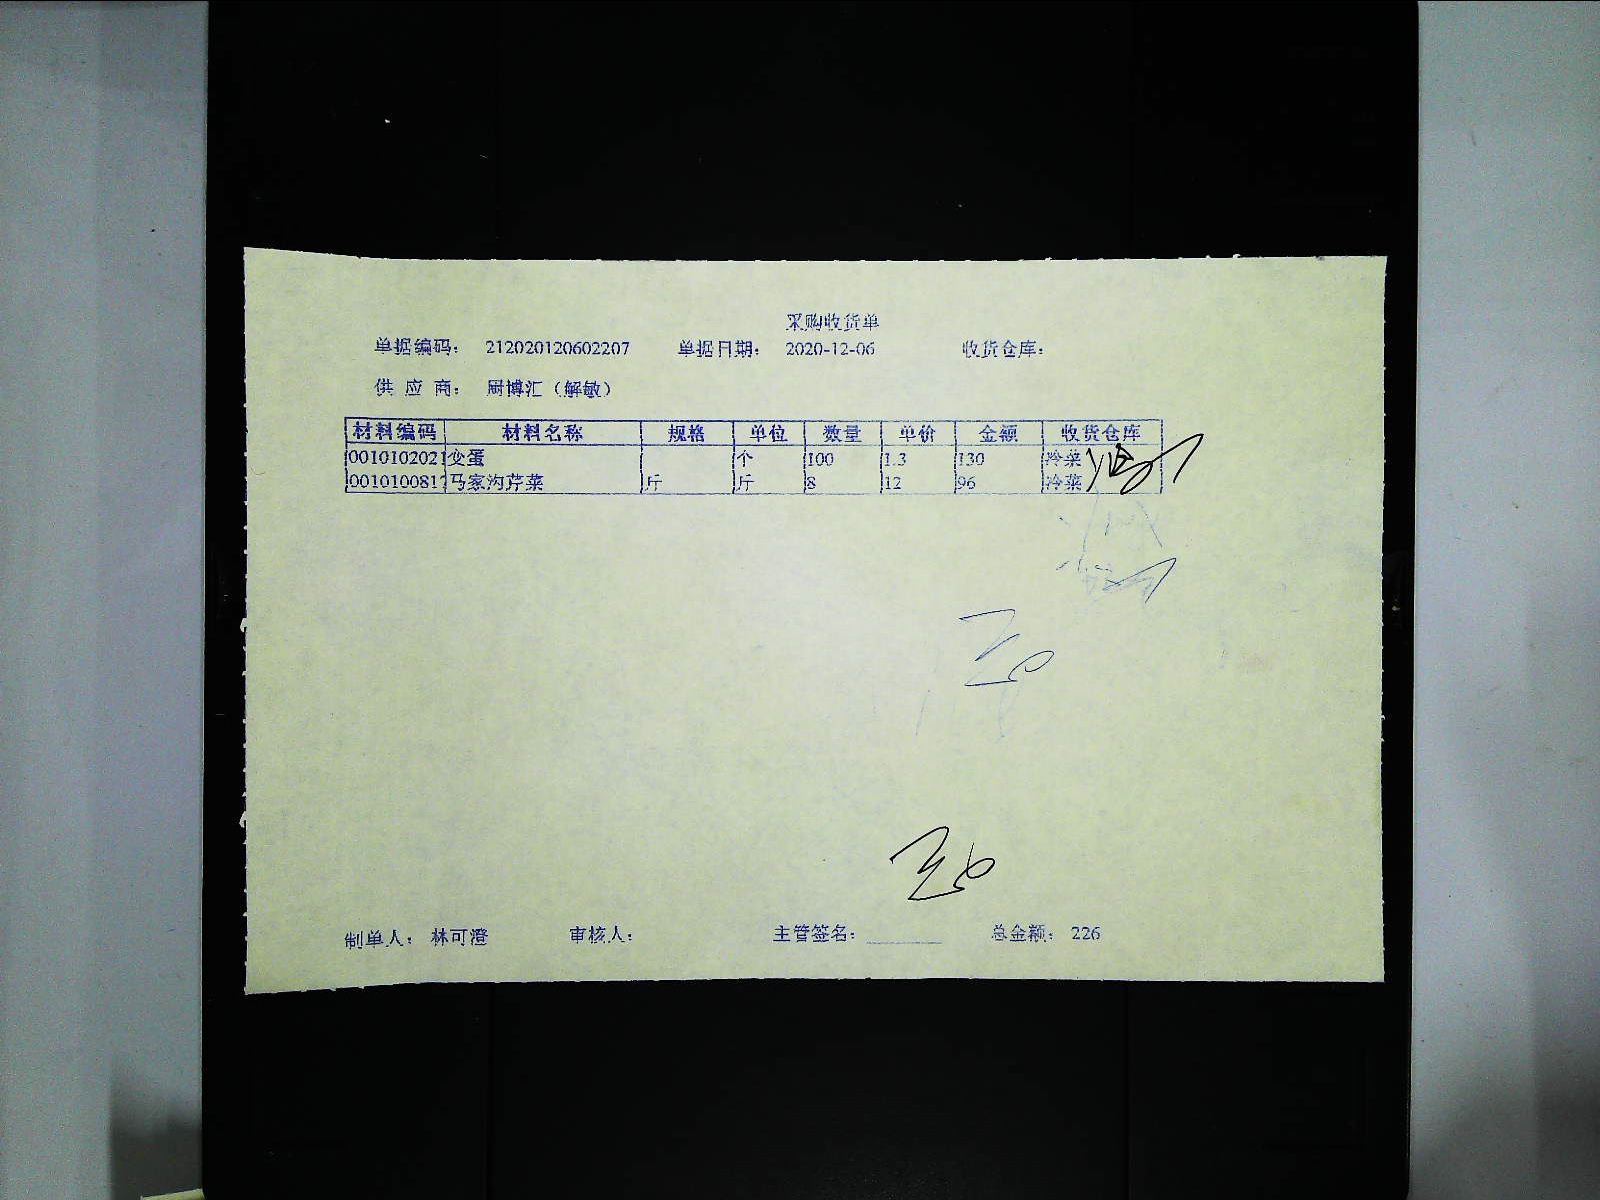 采购收货单
单据编码： 212020120602207 单据日期： 2020-12-06 收货仓库：
供 应 商： 厨博汇（解敏）
材料编码 材料名称 规格 单位 数量 单价 金额 收货仓库
0010102021 变蛋 个 100 1.3 130 冷菜
0010100817 马家沟芹菜 斤 斤 8 12 96 冷菜
制单人： 林可澄 审核人： 主管签名： 总金额： 226